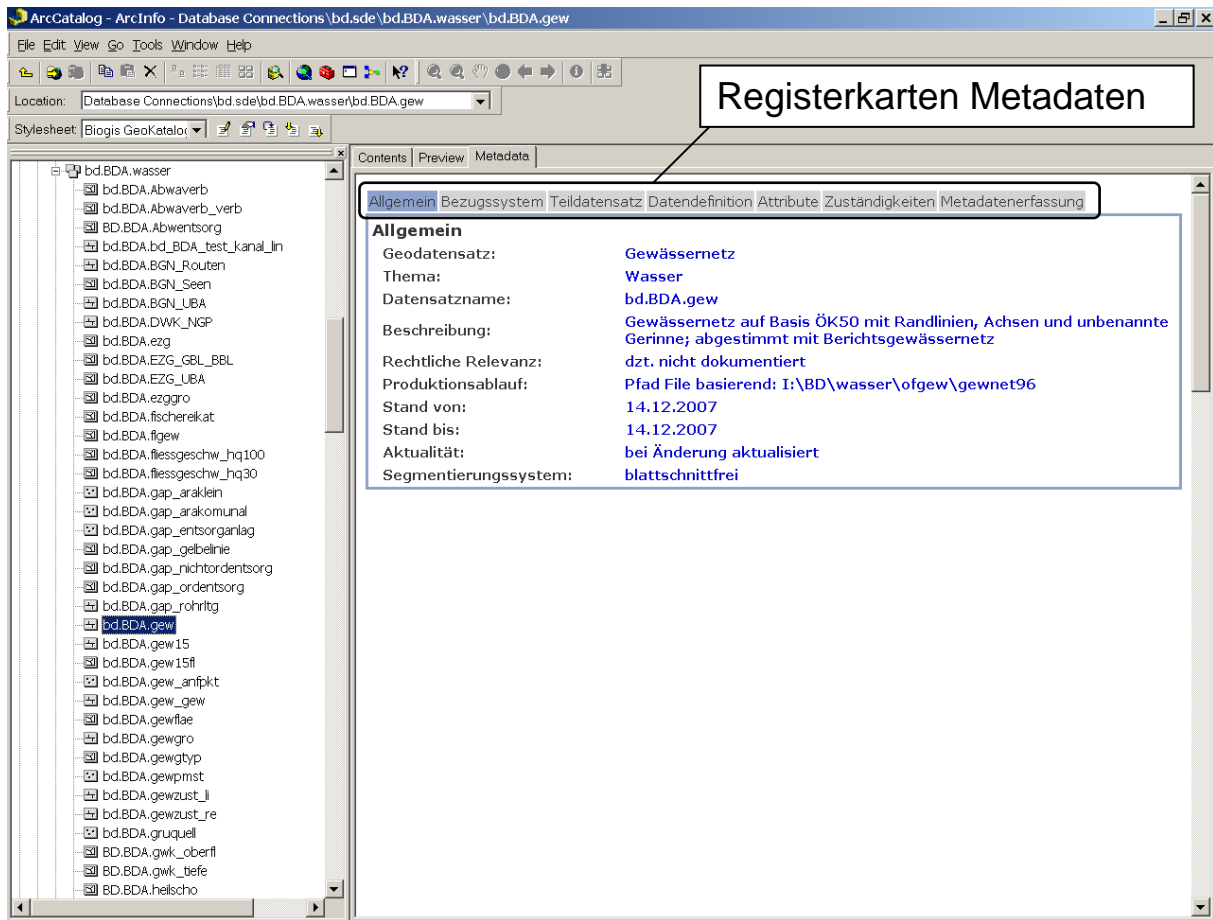 ArcCatalog - ArcInfo - Database Connections\bd.sde\bd.BDA.wasser\bd.BDA.gew
File Edit View Go Tools Window Help
Location: Database Connections\bd.sde\bd.BDA.wasser\bd.BDA.gew
Registerkarten Metadaten
Stylesheet: Biogis GeoKatalog
Contents Preview Metadata
bd.BDA.wasser
bd.BDA.Abwaverb
bd.BDA.Abwaverb_verb
BD.BDA.Abwentsorg
bd.BDA.bd_BDA_test_kanal_lin
bd.BDA.BGN_Routen
bd.BDA.BGN_Seen
bd.BDA.BGN_UBA
bd.BDA.DWK_NGP
bd.BDA.ezg
bd.BDA.EZG_GBL_BBL
bd.BDA.EZG_UBA
bd.BDA.ezggro
bd.BDA.fischereikat
bd.BDA.flgew
bd.BDA.fliessgeschw_hq100
bd.BDA.fliessgeschw_hq30
bd.BDA.gap_araklein
bd.BDA.gap_arakomunal
bd.BDA.gap_entsorganlag
bd.BDA.gap_gelbelinie
bd.BDA.gap_nichtordentsorg
bd.BDA.gap_ordentsorg
bd.BDA.gap_rohrltg
bd.BDA.gew
bd.BDA.gew15
bd.BDA.gew15fl
bd.BDA.gew_anfpkt
bd.BDA.gew_gew
bd.BDA.gewflae
bd.BDA.gewgro
bd.BDA.gewgtyp
bd.BDA.gewpmst
bd.BDA.gewzust_li
bd.BDA.gewzust_re
bd.BDA.gruquell
BD.BDA.gwk_oberfl
BD.BDA.gwk_tiefe
BD.BDA.heilscho
Allgemein Bezugssystem Teildatensatz Datendefinition Attribute Zuständigkeiten Metadatenerfassung
Allgemein
Geodatensatz: Gewässernetz
Thema: Wasser
Datensatzname: bd.BDA.gew
Beschreibung: Gewässernetz auf Basis ÖK50 mit Randlinien, Achsen und unbenannte
Gerinne; abgestimmt mit Berichtsgewässernetz
Rechtliche Relevanz: dzt. nicht dokumentiert
Produktionsablauf: Pfad File basierend: I:\BD\wasser\ofgew\gewnet96
Stand von: 14.12.2007
Stand bis: 14.12.2007
Aktualität: bei Änderung aktualisiert
Segmentierungssystem: blattschnittfrei